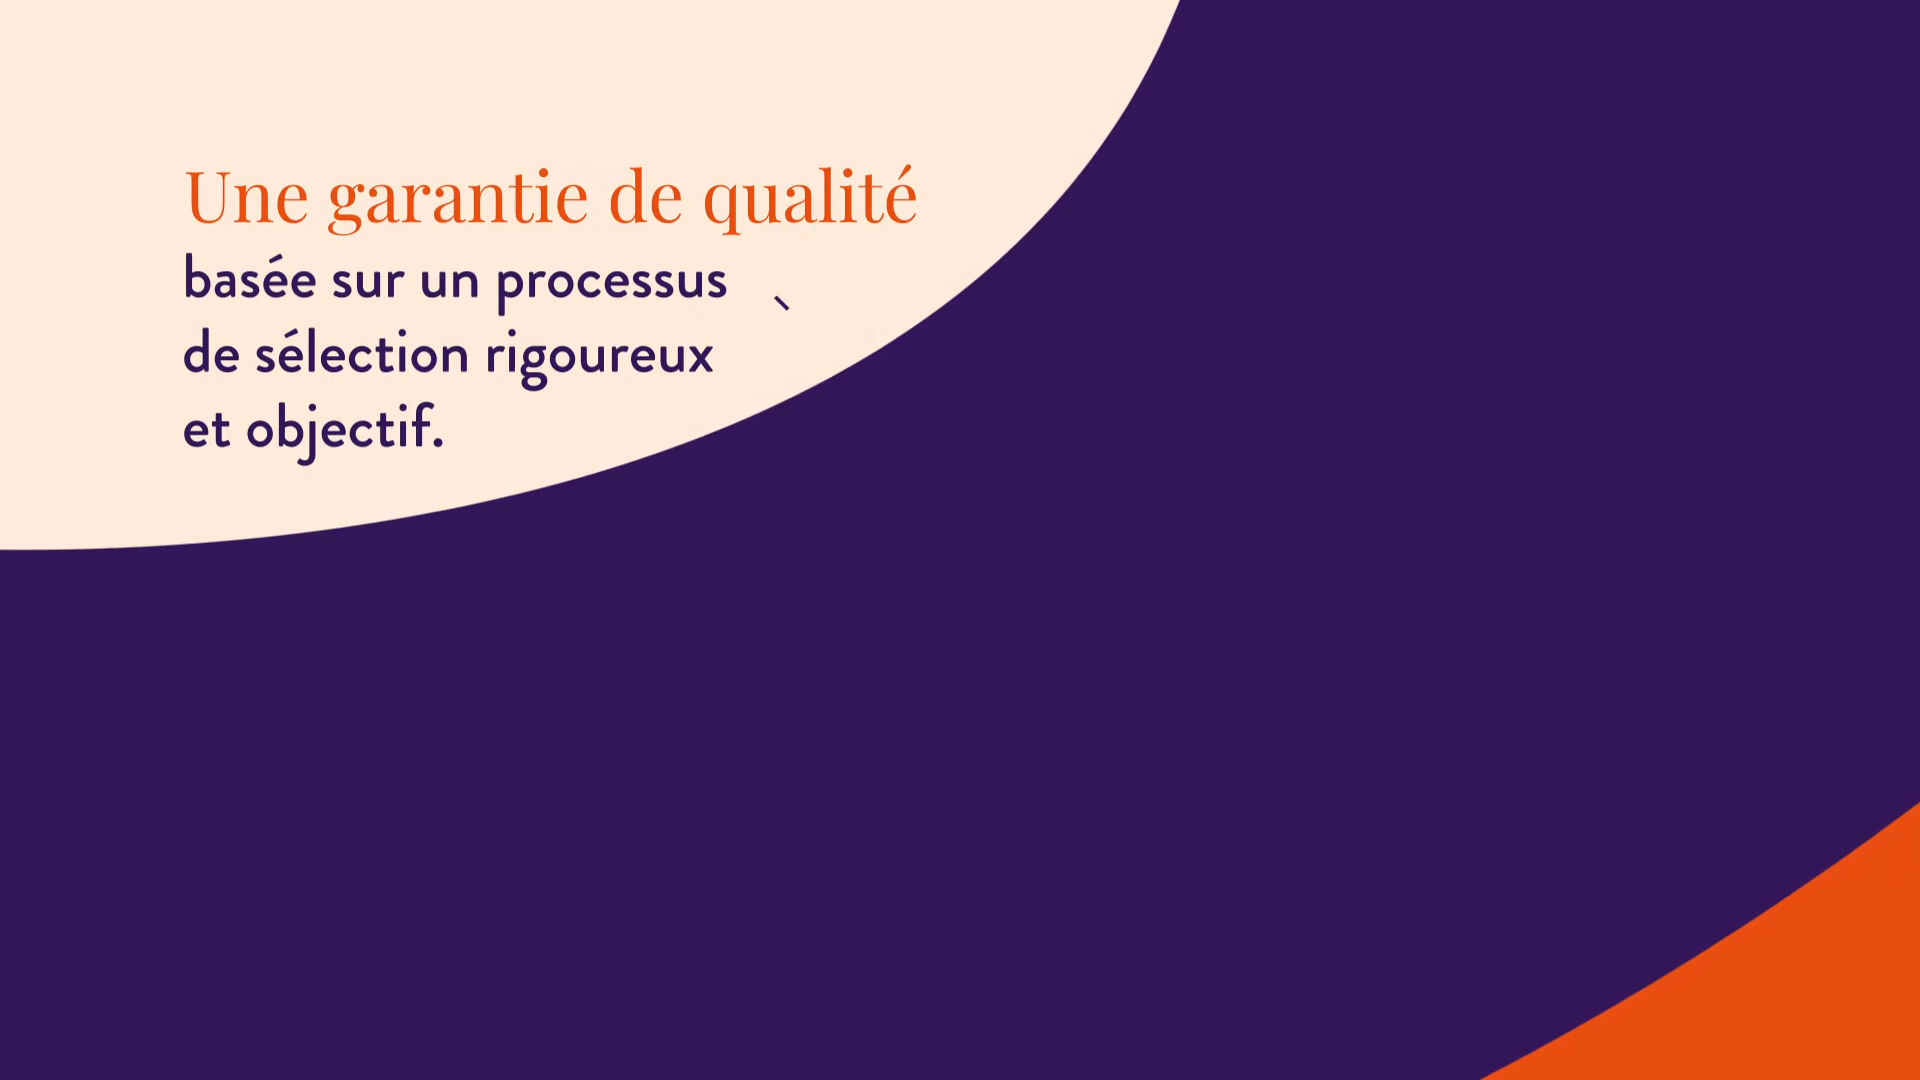 Une garantie de qualité
basée sur un processus
de sélection rigoureux
et objectif.